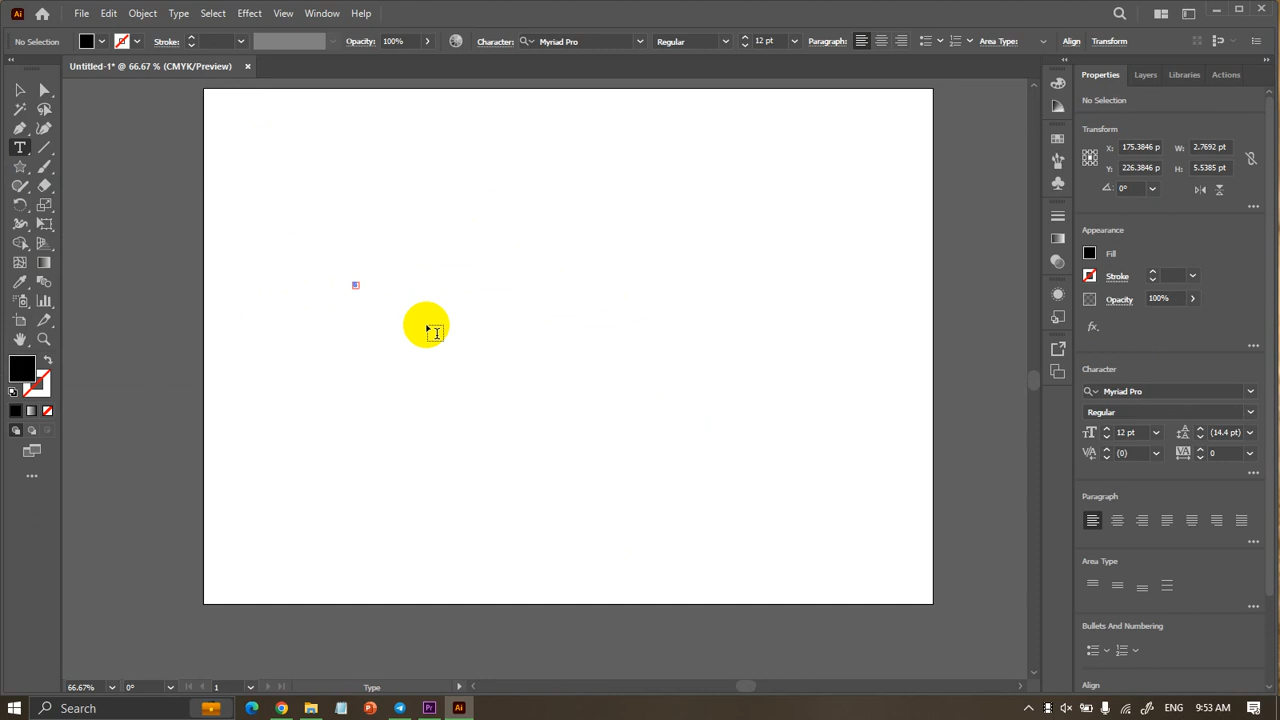 Ai File Edit Object Type Select Effect View Window Help
No Selection Stroke: Opacity: 100% Character: Myriad Pro Regular 12 pt Paragraph: Area Type: Align Transform
Untitled-1* @ 66.67 % (CMYK/Preview) ×
Properties Layers Libraries Actions
No Selection
Transform
X: 175.3846 p W: 2.7692 pt
Y: 226.3846 p H: 5.5385 pt
0°
Appearance
Fill
Stroke
Opacity 100%
fx.
Character
Myriad Pro
Regular
12 pt (14.4 pt)
(0) 0
Paragraph
Area Type
Bullets And Numbering
Align
66.67% 0° 1 Type
Search Pr Ai ENG 9:53 AM